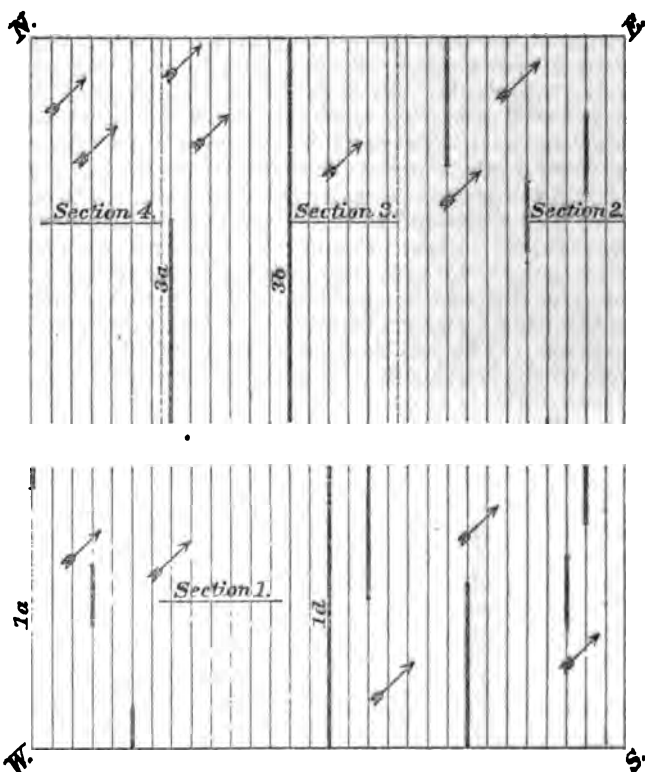 N.
E.
Section 4.
Section 3.
Section 2.
3a
3b
1a
Section 1.
1d
W.
S.